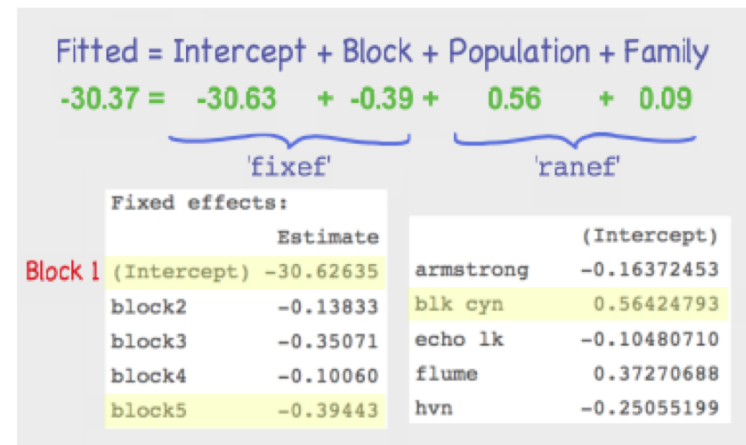 Fitted = Intercept + Block + Population + Family
-30.37 = -30.63 + -0.39 + 0.56 + 0.09
'fixef' 'ranef'
Fixed effects:
Estimate
Block 1 (Intercept) -30.62635
block2 -0.13833
block3 -0.35071
block4 -0.10060
block5 -0.39443
(Intercept)
armstrong -0.16372453
blk cyn 0.56424793
echo lk -0.10480710
flume 0.37270688
hvn -0.25055199